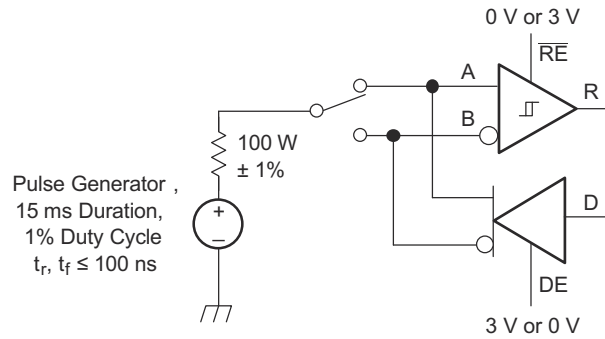 0 V or 3 V
RE
A
R
B
100 W
± 1%
Pulse Generator ,
15 ms Duration,
1% Duty Cycle
tr, tf ≤ 100 ns
+
–
D
DE
3 V or 0 V